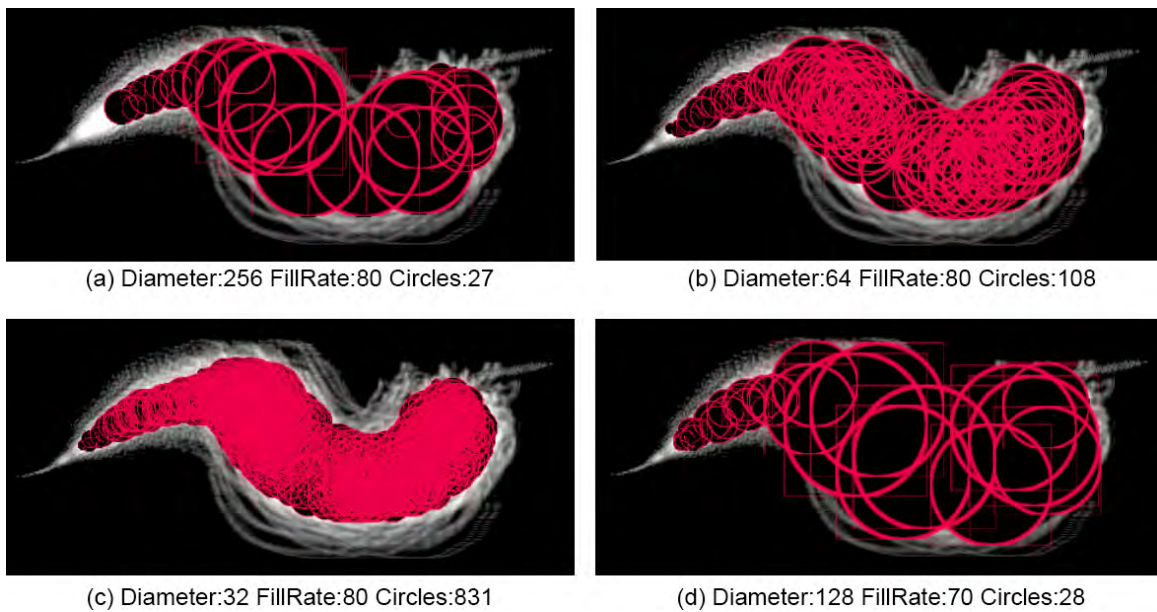 (a) Diameter:256 FillRate:80 Circles:27
(b) Diameter:64 FillRate:80 Circles:108
(c) Diameter:32 FillRate:80 Circles:831
(d) Diameter:128 FillRate:70 Circles:28